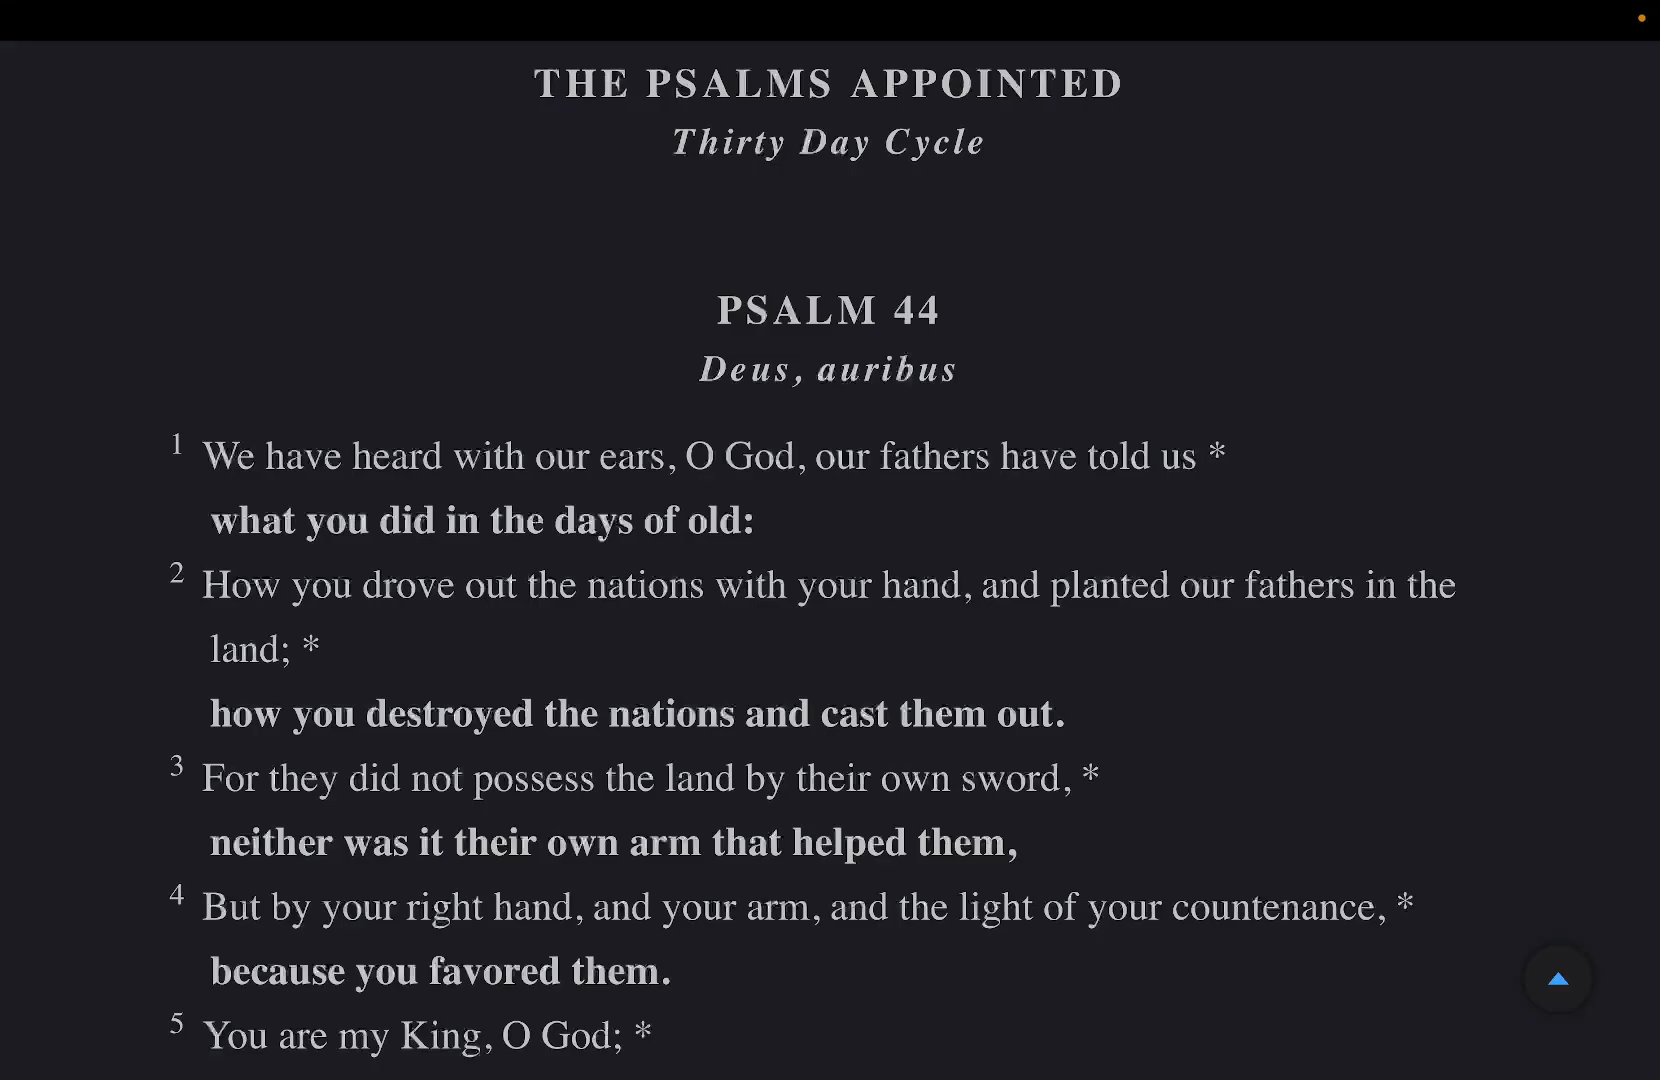 THE PSALMS APPOINTED
Thirty Day Cycle
PSALM 44
Deus, auribus
1 We have heard with our ears, O God, our fathers have told us *
what you did in the days of old:
2 How you drove out the nations with your hand, and planted our fathers in the
land; *
how you destroyed the nations and cast them out.
3 For they did not possess the land by their own sword, *
neither was it their own arm that helped them,
4 But by your right hand, and your arm, and the light of your countenance, *
because you favored them.
5 You are my King, O God; *